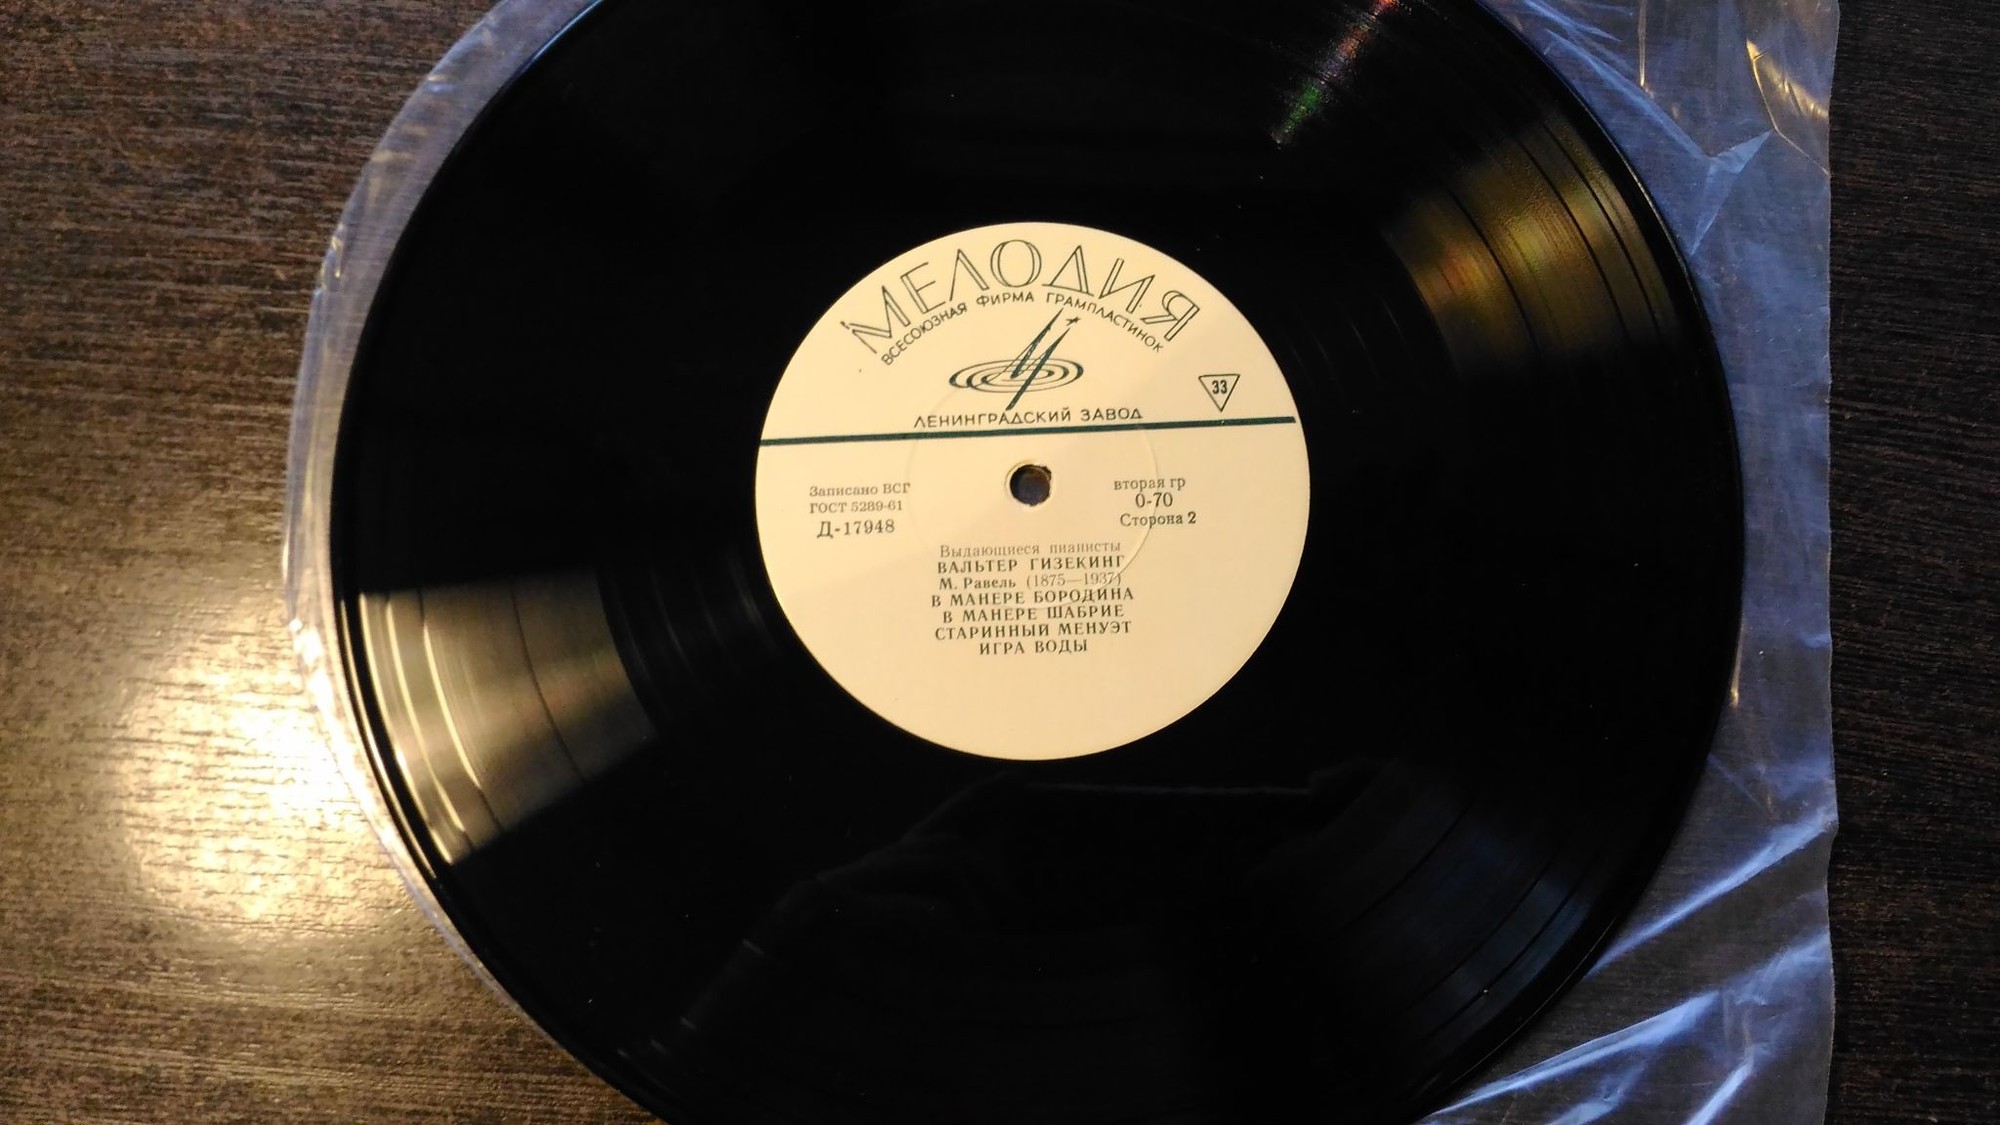 МЕЛОДИЯ
ВСЕСОЮЗНАЯ ФИРМА ГРАМПЛАСТИНОК
33
ЛЕНИНГРАДСКИЙ ЗАВОД
Записано ВСГ
ГОСТ 5289-61
Д-17948
вторая гр
0-70
Сторона 2
Выдающиеся пианисты
ВАЛЬТЕР ГИЗЕКИНГ
М. Равель (1875—1937)
В МАНЕРЕ БОРОДИНА
В МАНЕРЕ ШАБРИЕ
СТАРИННЫЙ МЕНУЭТ
ИГРА ВОДЫ